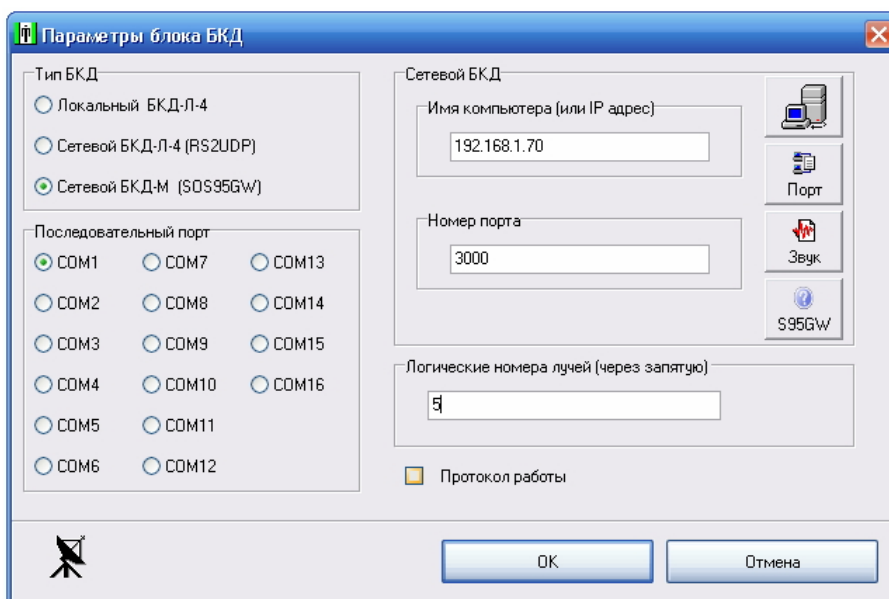 Параметры блока БКД
Тип БКД
Локальный БКД-Л-4
Сетевой БКД-Л-4 (RS2UDP)
Сетевой БКД-М (SOS95GW)
Последовательный порт
COM1 COM7 COM13
COM2 COM8 COM14
COM3 COM9 COM15
COM4 COM10 COM16
COM5 COM11
COM6 COM12
Сетевой БКД
Имя компьютера (или IP адрес)
192.168.1.70
Порт
Номер порта
3000
Звук
S95GW
Логические номера лучей (через запятую)
5
Протокол работы
OK Отмена